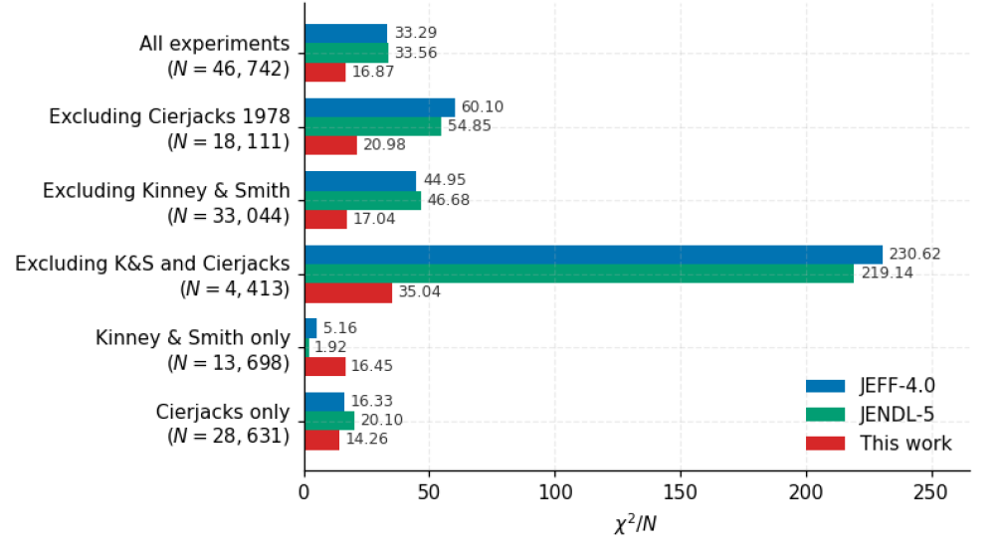 All experiments
(N = 46, 742)
33.29
33.56
16.87
Excluding Cierjacks 1978
(N = 18, 111)
60.10
54.85
20.98
Excluding Kinney & Smith
(N = 33, 044)
44.95
46.68
17.04
Excluding K&S and Cierjacks
(N = 4, 413)
230.62
219.14
35.04
Kinney & Smith only
(N = 13, 698)
5.16
1.92
16.45
Cierjacks only
(N = 28, 631)
16.33
20.10
14.26
JEFF-4.0
JENDL-5
This work
0 50 100 150 200 250
χ²/N